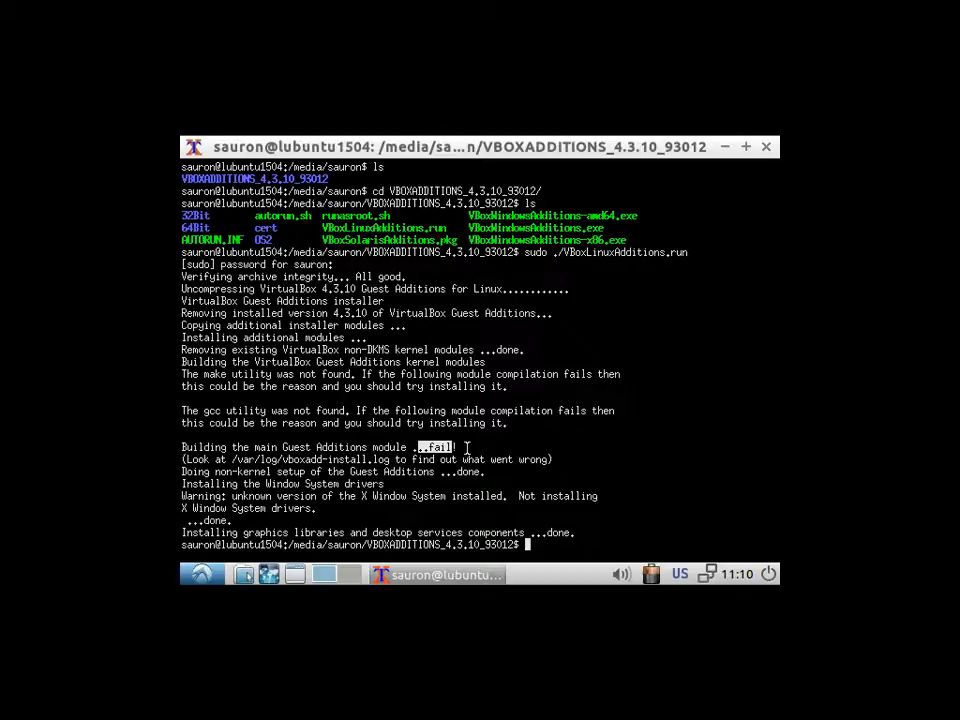 sauron@lubuntu1504: /media/sa...n/VBOXADDITIONS_4.3.10_93012
sauron@lubuntu1504:/media/sauron$ ls
VBOXADDITIONS_4.3.10_93012
sauron@lubuntu1504:/media/sauron$ cd VBOXADDITIONS_4.3.10_93012/
sauron@lubuntu1504:/media/sauron/VBOXADDITIONS_4.3.10_93012$ ls
32Bit autorun.sh runasroot.sh VBoxWindowsAdditions-amd64.exe
64Bit cert VBoxLinuxAdditions.run VBoxWindowsAdditions.exe
AUTORUN.INF OS2 VBoxSolarisAdditions.pkg VBoxWindowsAdditions-x86.exe
sauron@lubuntu1504:/media/sauron/VBOXADDITIONS_4.3.10_93012$ sudo ./VBoxLinuxAdditions.run
[sudo] password for sauron:
Verifying archive integrity... All good.
Uncompressing VirtualBox 4.3.10 Guest Additions for Linux............
VirtualBox Guest Additions installer
Removing installed version 4.3.10 of VirtualBox Guest Additions...
Copying additional installer modules ...
Installing additional modules ...
Removing existing VirtualBox non-DKMS kernel modules ...done.
Building the VirtualBox Guest Additions kernel modules
The make utility was not found. If the following module compilation fails then
this could be the reason and you should try installing it.
The gcc utility was not found. If the following module compilation fails then
this could be the reason and you should try installing it.
Building the main Guest Additions module ...fail!
(Look at /var/log/vboxadd-install.log to find out what went wrong)
Doing non-kernel setup of the Guest Additions ...done.
Installing the Window System drivers
Warning: unknown version of the X Window System installed. Not installing
X Window System drivers.
...done.
Installing graphics libraries and desktop services components ...done.
sauron@lubuntu1504:/media/sauron/VBOXADDITIONS_4.3.10_93012$
sauron@lubuntu... US 11:10